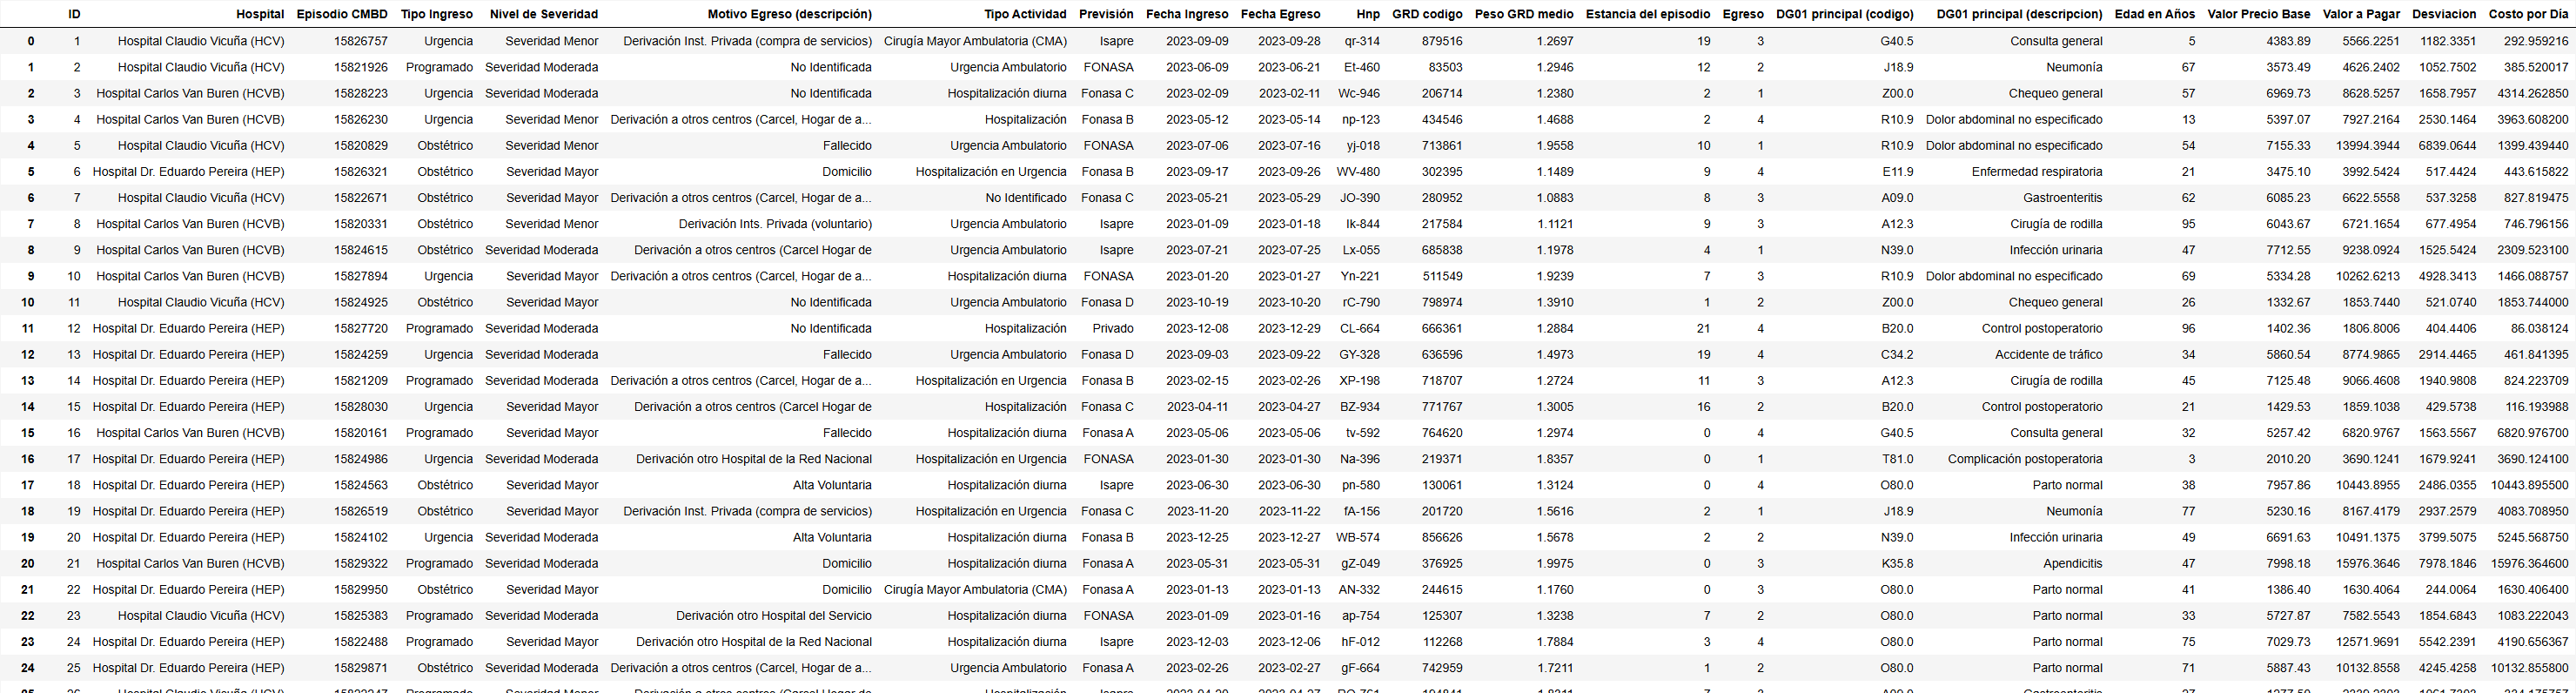 ID Hospital Episodio CMBD Tipo Ingreso Nivel de Severidad Motivo Egreso (descripción) Tipo Actividad Previsión Fecha Ingreso Fecha Egreso Hnp GRD codigo Peso GRD medio Estancia del episodio Egreso DG01 principal (codigo) DG01 principal (descripcion) Edad en Años Valor Precio Base Valor a Pagar Desviacion Costo por Día
0 1 Hospital Claudio Vicuña (HCV) 15826757 Urgencia Severidad Menor Derivación Inst. Privada (compra de servicios) Cirugía Mayor Ambulatoria (CMA) Isapre 2023-09-09 2023-09-28 qr-314 879516 1.2697 19 3 G40.5 Consulta general 5 4383.89 5566.2251 1182.3351 292.959216
1 2 Hospital Claudio Vicuña (HCV) 15821926 Programado Severidad Moderada No Identificada Urgencia Ambulatorio FONASA 2023-06-09 2023-06-21 Et-460 83503 1.2946 12 2 J18.9 Neumonía 67 3573.49 4626.2402 1052.7502 385.520017
2 3 Hospital Carlos Van Buren (HCVB) 15828223 Urgencia Severidad Moderada No Identificada Hospitalización diurna Fonasa C 2023-02-09 2023-02-11 Wc-946 206714 1.2380 2 1 Z00.0 Chequeo general 57 6969.73 8628.5257 1658.7957 4314.262850
3 4 Hospital Carlos Van Buren (HCVB) 15826230 Urgencia Severidad Menor Derivación a otros centros (Carcel, Hogar de a... Hospitalización Fonasa B 2023-05-12 2023-05-14 np-123 434546 1.4688 2 4 R10.9 Dolor abdominal no especificado 13 5397.07 7927.2164 2530.1464 3963.608200
4 5 Hospital Claudio Vicuña (HCV) 15820829 Obstétrico Severidad Menor Fallecido Urgencia Ambulatorio FONASA 2023-07-06 2023-07-16 yj-018 713861 1.9558 10 1 R10.9 Dolor abdominal no especificado 54 7155.33 13994.3944 6839.0644 1399.439440
5 6 Hospital Dr. Eduardo Pereira (HEP) 15826321 Obstétrico Severidad Mayor Domicilio Hospitalización en Urgencia Fonasa B 2023-09-17 2023-09-26 WV-480 302395 1.1489 9 4 E11.9 Enfermedad respiratoria 21 3475.10 3992.5424 517.4424 443.615822
6 7 Hospital Claudio Vicuña (HCV) 15822671 Obstétrico Severidad Mayor Derivación a otros centros (Carcel, Hogar de a... No Identificado Fonasa C 2023-05-21 2023-05-29 JO-390 280952 1.0883 8 3 A09.0 Gastroenteritis 62 6085.23 6622.5558 537.3258 827.819475
7 8 Hospital Carlos Van Buren (HCVB) 15820331 Obstétrico Severidad Menor Derivación Ints. Privada (voluntario) Urgencia Ambulatorio Isapre 2023-01-09 2023-01-18 Ik-844 217584 1.1121 9 3 A12.3 Cirugía de rodilla 95 6043.67 6721.1654 677.4954 746.796156
8 9 Hospital Carlos Van Buren (HCVB) 15824615 Obstétrico Severidad Moderada Derivación a otros centros (Carcel Hogar de Urgencia Ambulatorio Isapre 2023-07-21 2023-07-25 Lx-055 685838 1.1978 4 1 N39.0 Infección urinaria 47 7712.55 9238.0924 1525.5424 2309.523100
9 10 Hospital Carlos Van Buren (HCVB) 15827894 Urgencia Severidad Mayor Derivación a otros centros (Carcel, Hogar de a... Hospitalización diurna FONASA 2023-01-20 2023-01-27 Yn-221 511549 1.9239 7 3 R10.9 Dolor abdominal no especificado 69 5334.28 10262.6213 4928.3413 1466.088757
10 11 Hospital Claudio Vicuña (HCV) 15824925 Obstétrico Severidad Mayor No Identificada Urgencia Ambulatorio Fonasa D 2023-10-19 2023-10-20 rC-790 798974 1.3910 1 2 Z00.0 Chequeo general 26 1332.67 1853.7440 521.0740 1853.744000
11 12 Hospital Dr. Eduardo Pereira (HEP) 15827720 Programado Severidad Moderada No Identificada Hospitalización Privado 2023-12-08 2023-12-29 CL-664 666361 1.2884 21 4 B20.0 Control postoperatorio 96 1402.36 1806.8006 404.4406 86.038124
12 13 Hospital Dr. Eduardo Pereira (HEP) 15824259 Urgencia Severidad Moderada Fallecido Urgencia Ambulatorio Fonasa D 2023-09-03 2023-09-22 GY-328 636596 1.4973 19 4 C34.2 Accidente de tráfico 34 5860.54 8774.9865 2914.4465 461.841395
13 14 Hospital Dr. Eduardo Pereira (HEP) 15821209 Programado Severidad Moderada Derivación a otros centros (Carcel, Hogar de a... Hospitalización en Urgencia Fonasa B 2023-02-15 2023-02-26 XP-198 718707 1.2724 11 3 A12.3 Cirugía de rodilla 45 7125.48 9066.4608 1940.9808 824.223709
14 15 Hospital Dr. Eduardo Pereira (HEP) 15828030 Urgencia Severidad Mayor Derivación a otros centros (Carcel Hogar de Hospitalización Fonasa C 2023-04-11 2023-04-27 BZ-934 771767 1.3005 16 2 B20.0 Control postoperatorio 21 1429.53 1859.1038 429.5738 116.193988
15 16 Hospital Carlos Van Buren (HCVB) 15820161 Programado Severidad Mayor Fallecido Hospitalización diurna Fonasa A 2023-05-06 2023-05-06 tv-592 764620 1.2974 0 4 G40.5 Consulta general 32 5257.42 6820.9767 1563.5567 6820.976700
16 17 Hospital Dr. Eduardo Pereira (HEP) 15824986 Urgencia Severidad Moderada Derivación otro Hospital de la Red Nacional Hospitalización en Urgencia FONASA 2023-01-30 2023-01-30 Na-396 219371 1.8357 0 1 T81.0 Complicación postoperatoria 3 2010.20 3690.1241 1679.9241 3690.124100
17 18 Hospital Dr. Eduardo Pereira (HEP) 15824563 Obstétrico Severidad Mayor Alta Voluntaria Hospitalización diurna Isapre 2023-06-30 2023-06-30 pn-580 130061 1.3124 0 4 O80.0 Parto normal 38 7957.86 10443.8955 2486.0355 10443.895500
18 19 Hospital Dr. Eduardo Pereira (HEP) 15826519 Obstétrico Severidad Mayor Derivación Inst. Privada (compra de servicios) Hospitalización en Urgencia Fonasa C 2023-11-20 2023-11-22 fA-156 201720 1.5616 2 1 J18.9 Neumonía 77 5230.16 8167.4179 2937.2579 4083.708950
19 20 Hospital Dr. Eduardo Pereira (HEP) 15824102 Urgencia Severidad Mayor Alta Voluntaria Hospitalización diurna Fonasa B 2023-12-25 2023-12-27 WB-574 856626 1.5678 2 2 N39.0 Infección urinaria 49 6691.63 10491.1375 3799.5075 5245.568750
20 21 Hospital Carlos Van Buren (HCVB) 15829322 Programado Severidad Mayor Domicilio Hospitalización diurna Fonasa A 2023-05-31 2023-05-31 gZ-049 376925 1.9975 0 3 K35.8 Apendicitis 47 7998.18 15976.3646 7978.1846 15976.364600
21 22 Hospital Dr. Eduardo Pereira (HEP) 15829950 Obstétrico Severidad Mayor Domicilio Cirugía Mayor Ambulatoria (CMA) Fonasa A 2023-01-13 2023-01-13 AN-332 244615 1.1760 0 3 O80.0 Parto normal 41 1386.40 1630.4064 244.0064 1630.406400
22 23 Hospital Claudio Vicuña (HCV) 15825383 Programado Severidad Moderada Derivación otro Hospital del Servicio Hospitalización diurna FONASA 2023-01-09 2023-01-16 ap-754 125307 1.3238 7 2 O80.0 Parto normal 33 5727.87 7582.5543 1854.6843 1083.222043
23 24 Hospital Dr. Eduardo Pereira (HEP) 15822488 Programado Severidad Mayor Derivación otro Hospital de la Red Nacional Hospitalización diurna Isapre 2023-12-03 2023-12-06 hF-012 112268 1.7884 3 4 O80.0 Parto normal 75 7029.73 12571.9691 5542.2391 4190.656367
24 25 Hospital Dr. Eduardo Pereira (HEP) 15829871 Obstétrico Severidad Moderada Derivación a otros centros (Carcel, Hogar de a... Urgencia Ambulatorio Fonasa A 2023-02-26 2023-02-27 gF-664 742959 1.7211 1 2 O80.0 Parto normal 71 5887.43 10132.8558 4245.4258 10132.855800